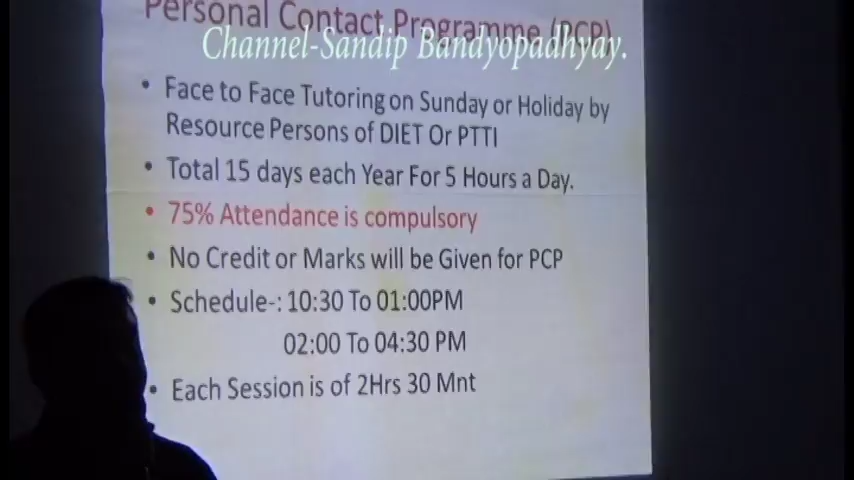 Personal Contact Programme (PCP)
Channel-Sandip Bandyopadhyay.
• Face to Face Tutoring on Sunday or Holiday by
Resource Persons of DIET Or PTTI
• Total 15 days each Year For 5 Hours a Day.
• 75% Attendance is compulsory
• No Credit or Marks will be Given for PCP
• Schedule-: 10:30 To 01:00PM
02:00 To 04:30 PM
• Each Session is of 2Hrs 30 Mnt